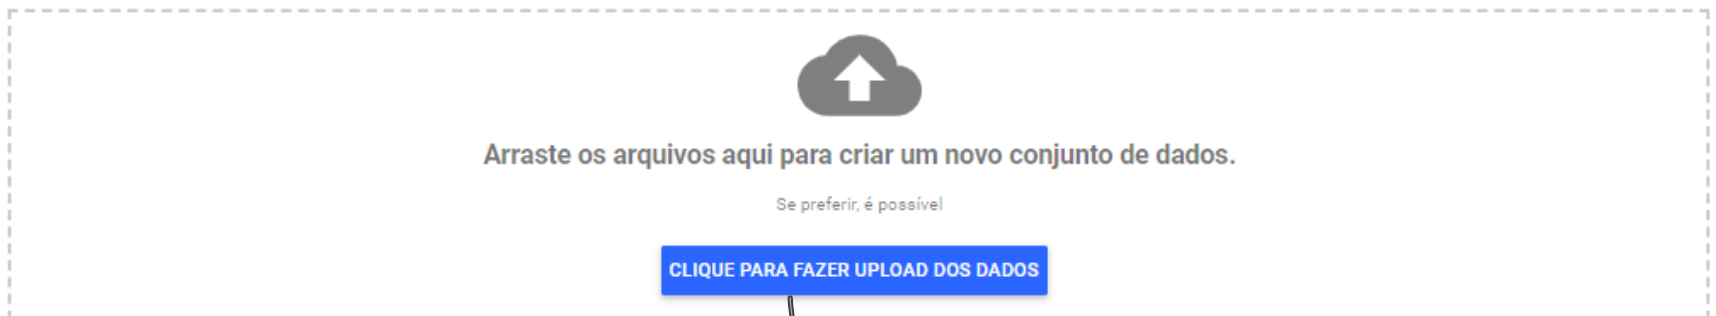 Arraste os arquivos aqui para criar um novo conjunto de dados.
Se preferir, é possível
CLIQUE PARA FAZER UPLOAD DOS DADOS